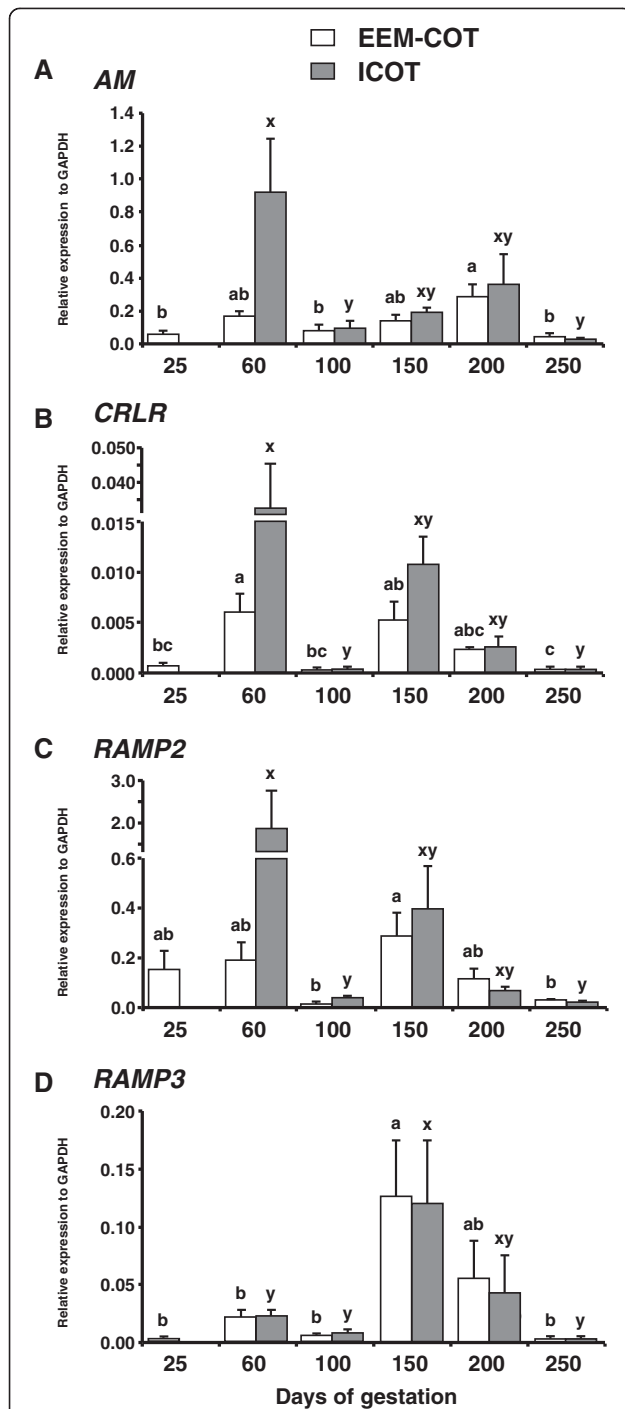 EEM-COT
ICOT
A AM
Relative expression to GAPDH
1.4
1.2
1.0
0.8
0.6
0.4
0.2
0.0
b ab x b y ab xy a xy b y
25 60 100 150 200 250
B CRLR
Relative expression to GAPDH
0.050
0.040
0.015
0.010
0.005
0.000
bc a x bc y ab xy abc xy c y
25 60 100 150 200 250
C RAMP2
Relative expression to GAPDH
3.0
2.0
0.6
0.4
0.2
0.0
ab ab x b y a xy ab xy b y
25 60 100 150 200 250
D RAMP3
Relative expression to GAPDH
0.20
0.15
0.10
0.05
0.00
b b y b y a x ab xy b y
25 60 100 150 200 250
Days of gestation